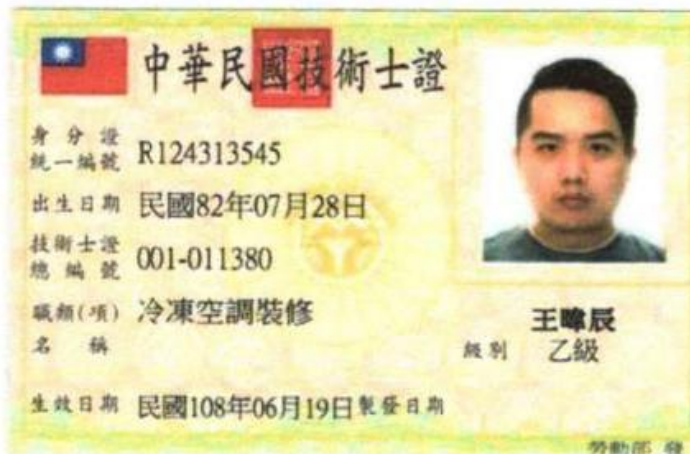 中華民國技術士證
身分證
統一編號 R124313545
出生日期 民國82年07月28日
技術士證
總編號 001-011380
職類(項) 冷凍空調裝修
名稱
王暐辰
級別 乙級
生效日期 民國108年06月19日製發日期
勞動部 發